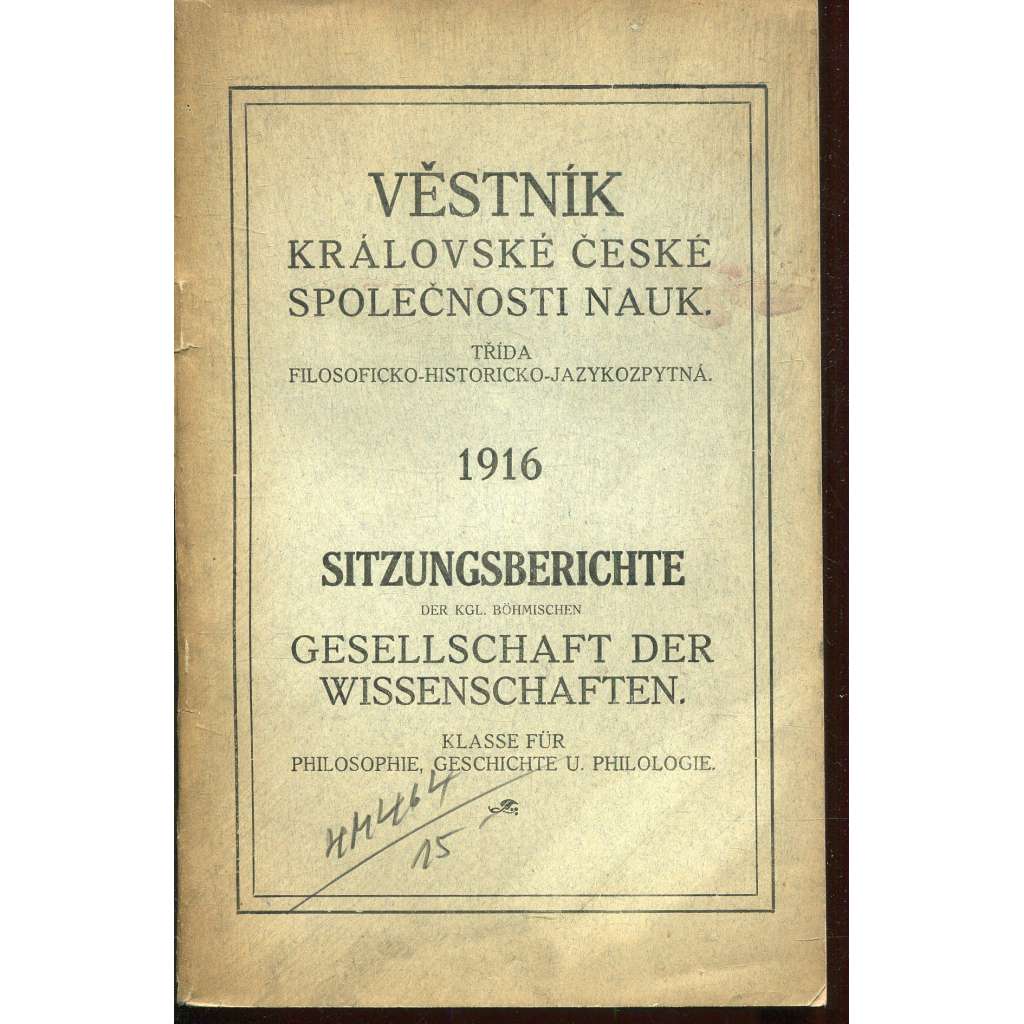 VĚSTNÍK
KRÁLOVSKÉ ČESKÉ
SPOLEČNOSTI NAUK.
TŘÍDA
FILOSOFICKO-HISTORICKO-JAZYKOZPYTNÁ.
1916
SITZUNGSBERICHTE
DER KGL. BÖHMISCHEN
GESELLSCHAFT DER
WISSENSCHAFTEN.
KLASSE FÜR
PHILOSOPHIE, GESCHICHTE U. PHILOLOGIE.
15